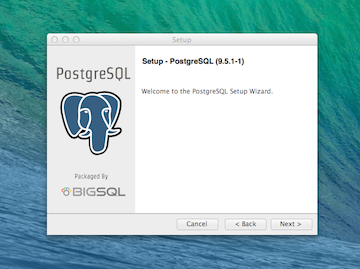 Setup
PostgreSQL
Setup - PostgreSQL (9.5.1-1)
Welcome to the PostgreSQL Setup Wizard.
Packaged By
BIGSQL
Cancel
< Back
Next >